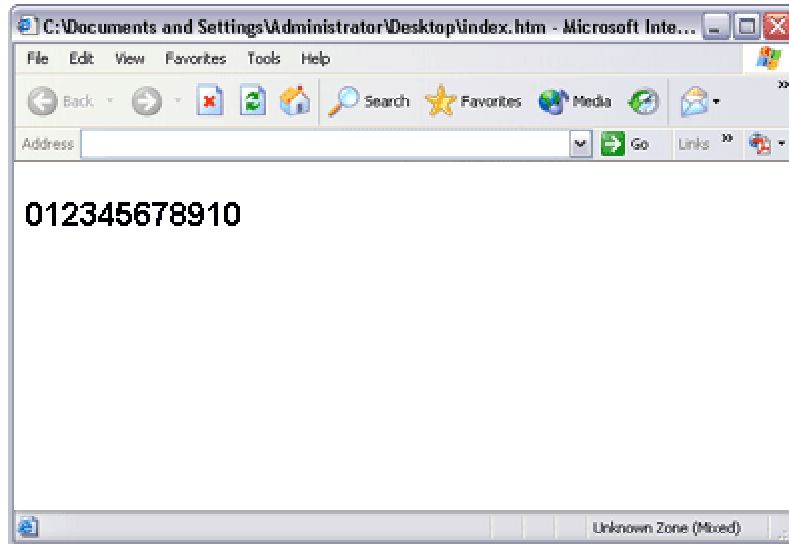 C:\Documents and Settings\Administrator\Desktop\index.htm - Microsoft Inte...
File Edit View Favorites Tools Help
Back Search Favorites Media
Address Go Links
012345678910
Unknown Zone (Mixed)